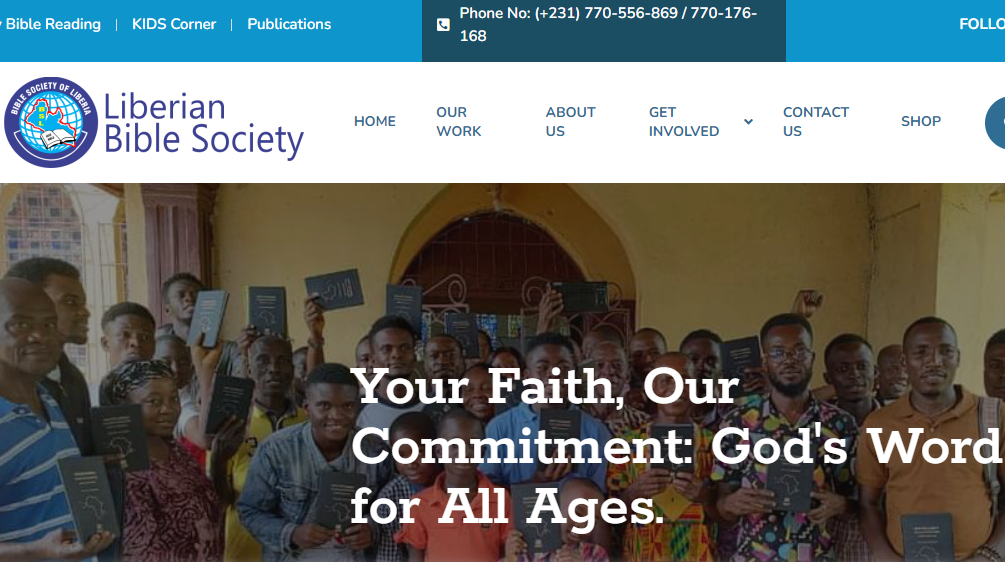 Bible Reading | KIDS Corner | Publications
Phone No: (+231) 770-556-869 / 770-176-
168
BIBLE SOCIETY OF LIBERIA
Liberian
Bible Society
HOME
OUR
WORK
ABOUT
US
GET
INVOLVED
CONTACT
US
SHOP
Your Faith, Our
Commitment: God's Word
for All Ages.